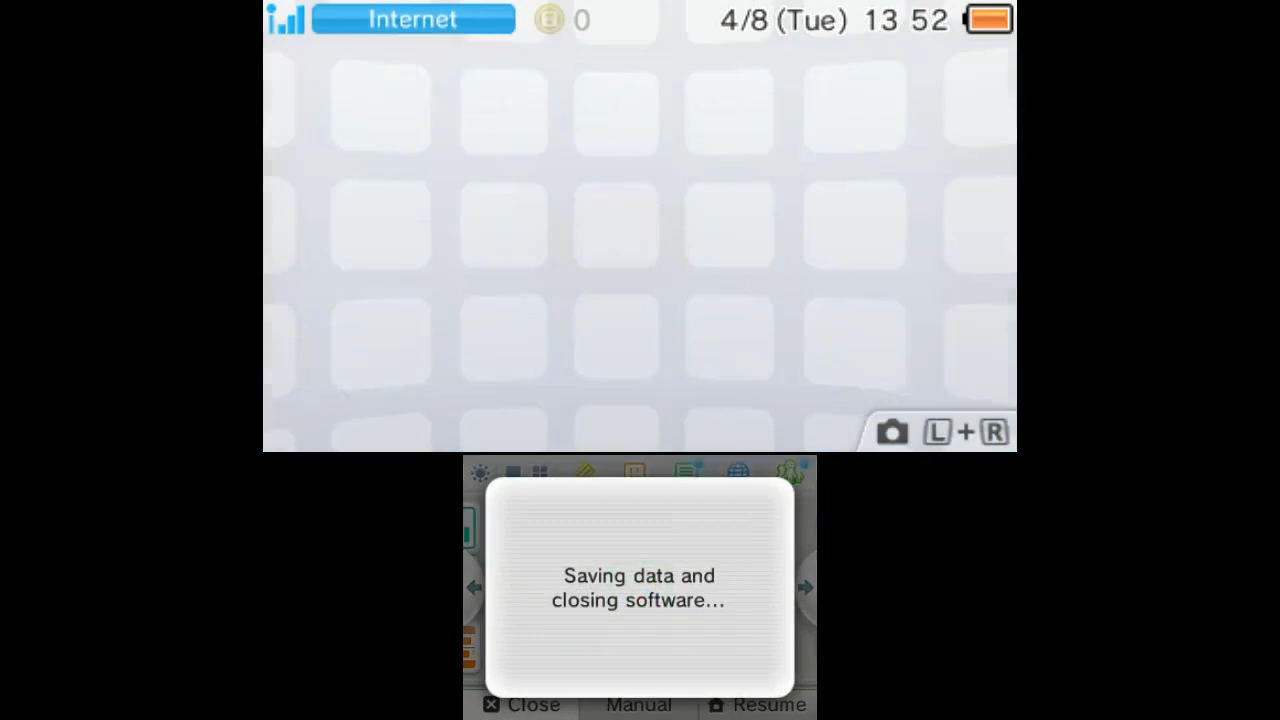 Internet 0 4/8 (Tue) 13 52
L + R
Saving data and
closing software...
Close Manual Resume